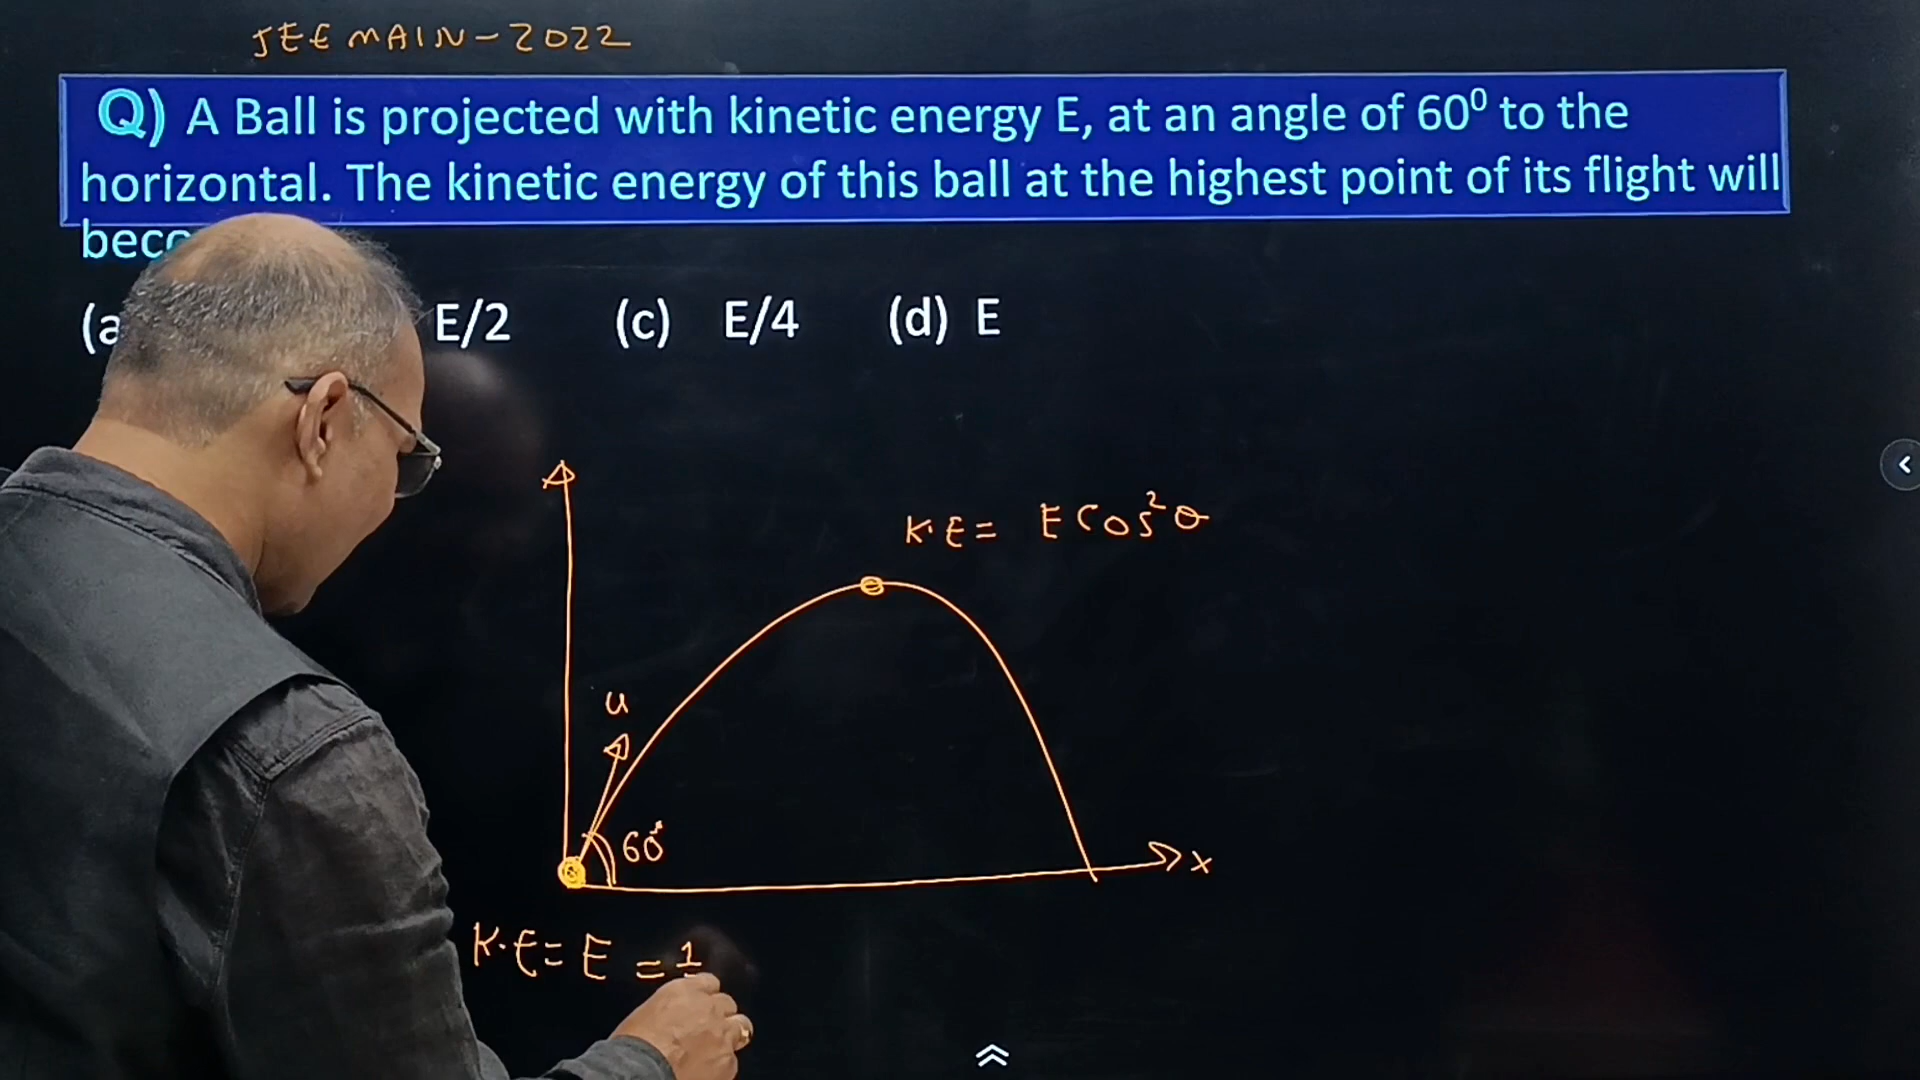 JEE MAIN-2022
Q) A Ball is projected with kinetic energy E, at an angle of 60⁰ to the
horizontal. The kinetic energy of this ball at the highest point of its flight will
(a E/2 (c) E/4 (d) E
K.E = E Cos²θ
u
60°
x
K.E = E = 1